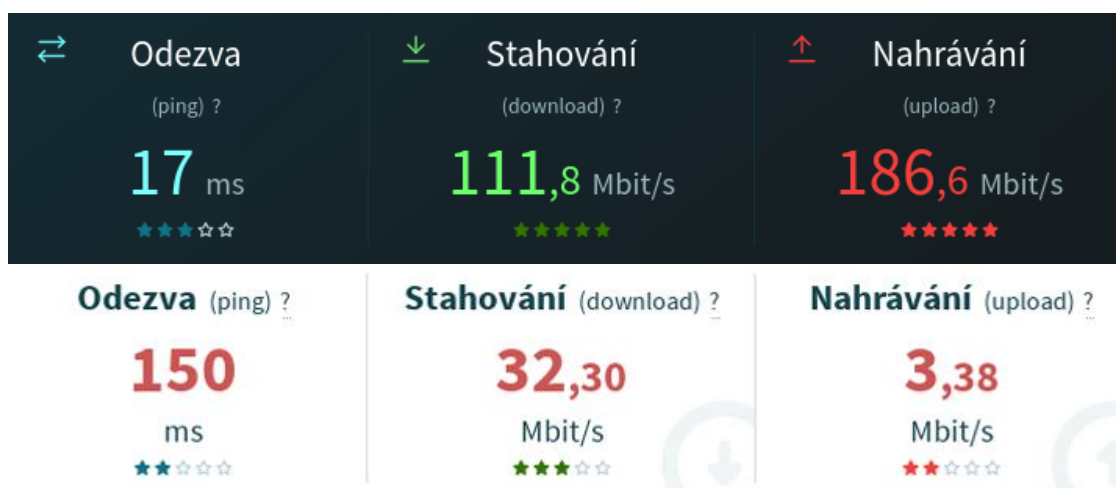 Odezva Stahování Nahrávání
(ping) ? (download) ? (upload) ?
17 ms 111,8 Mbit/s 186,6 Mbit/s
Odezva (ping) ? Stahování (download) ? Nahrávání (upload) ?
150 32,30 3,38
ms Mbit/s Mbit/s